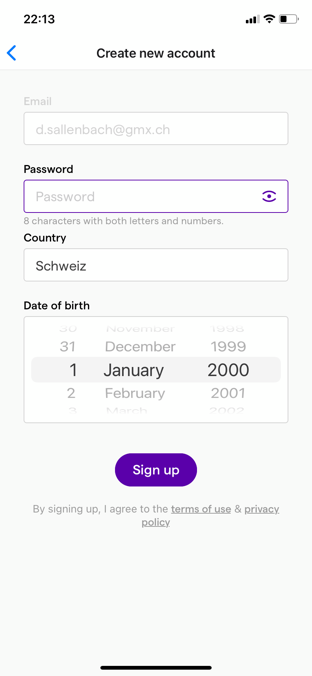 22:13
Create new account
Email
d.sallenbach@gmx.ch
Password
Password
8 characters with both letters and numbers.
Country
Schweiz
Date of birth
30 November 1998
31 December 1999
1 January 2000
2 February 2001
3 March 2002
Sign up
By signing up, I agree to the terms of use & privacy
policy